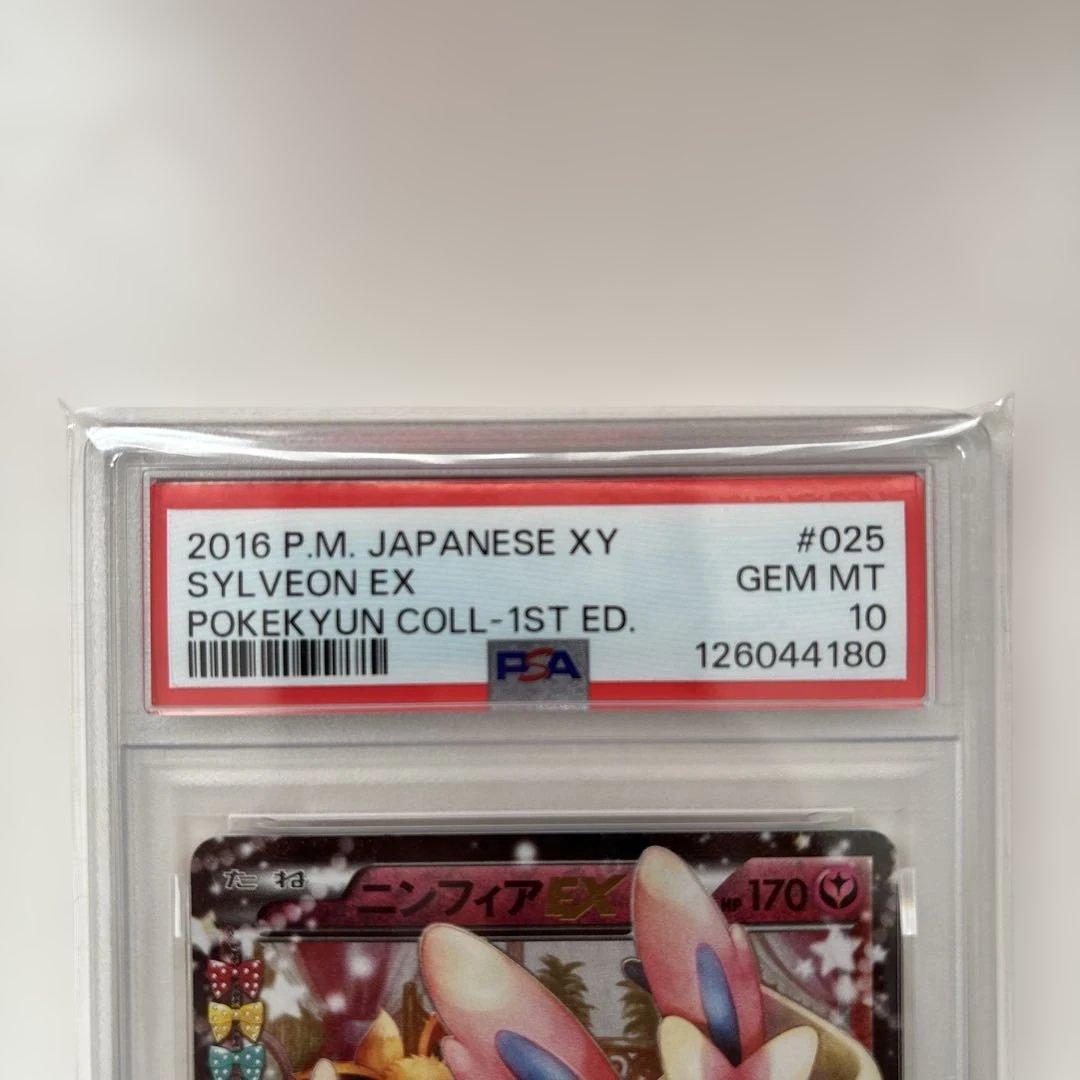 2016 P.M. JAPANESE XY #025
SYLVEON EX GEM MT
POKEKYUN COLL-1ST ED. 10
PSA 126044180
たね ニンフィアEX HP 170